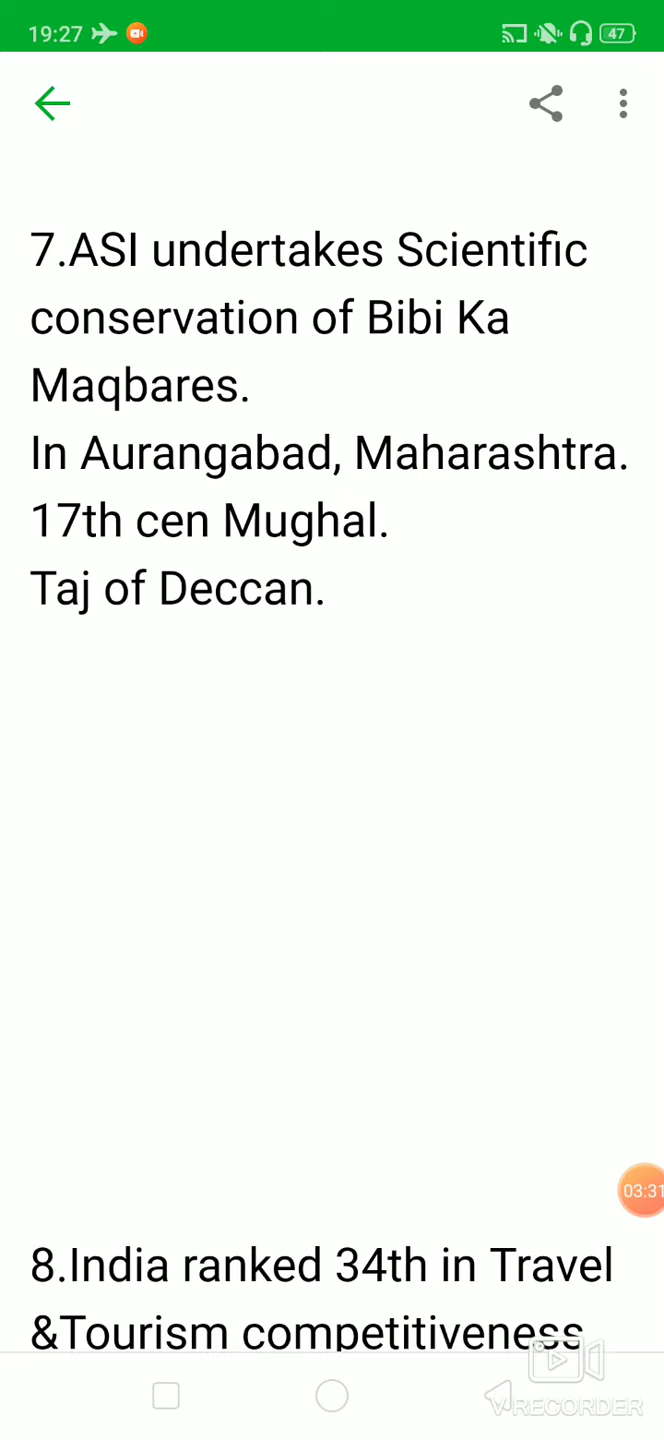 19:27
47
7.ASI undertakes Scientific
conservation of Bibi Ka
Maqbares.
In Aurangabad, Maharashtra.
17th cen Mughal.
Taj of Deccan.
03:31
8.India ranked 34th in Travel
&Tourism competitiveness
VRECORDER